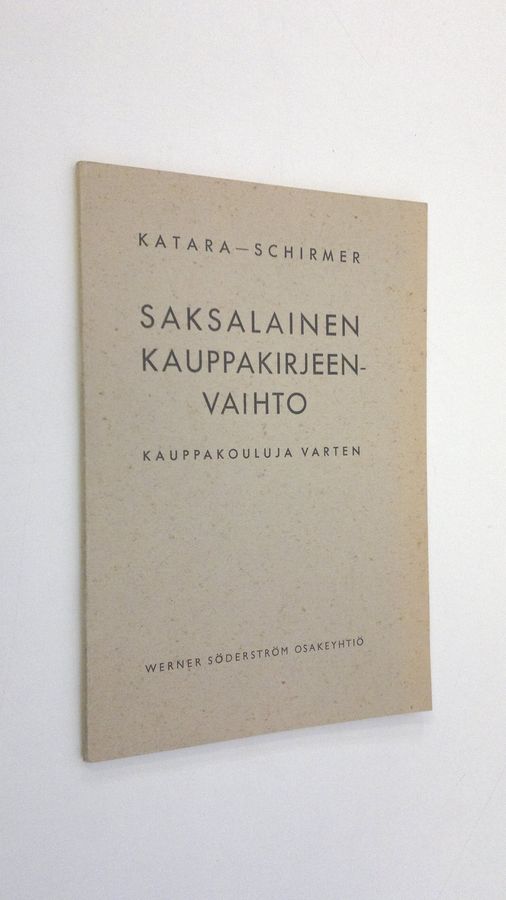 KATARA—SCHIRMER
SAKSALAINEN
KAUPPAKIRJEEN-
VAIHTO
KAUPPAKOULUJA VARTEN
WERNER SÖDERSTRÖM OSAKEYHTIÖ